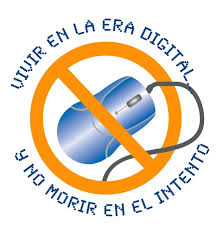 VIVIR EN LA ERA DIGITAL
Y NO MORIR EN EL INTENTO